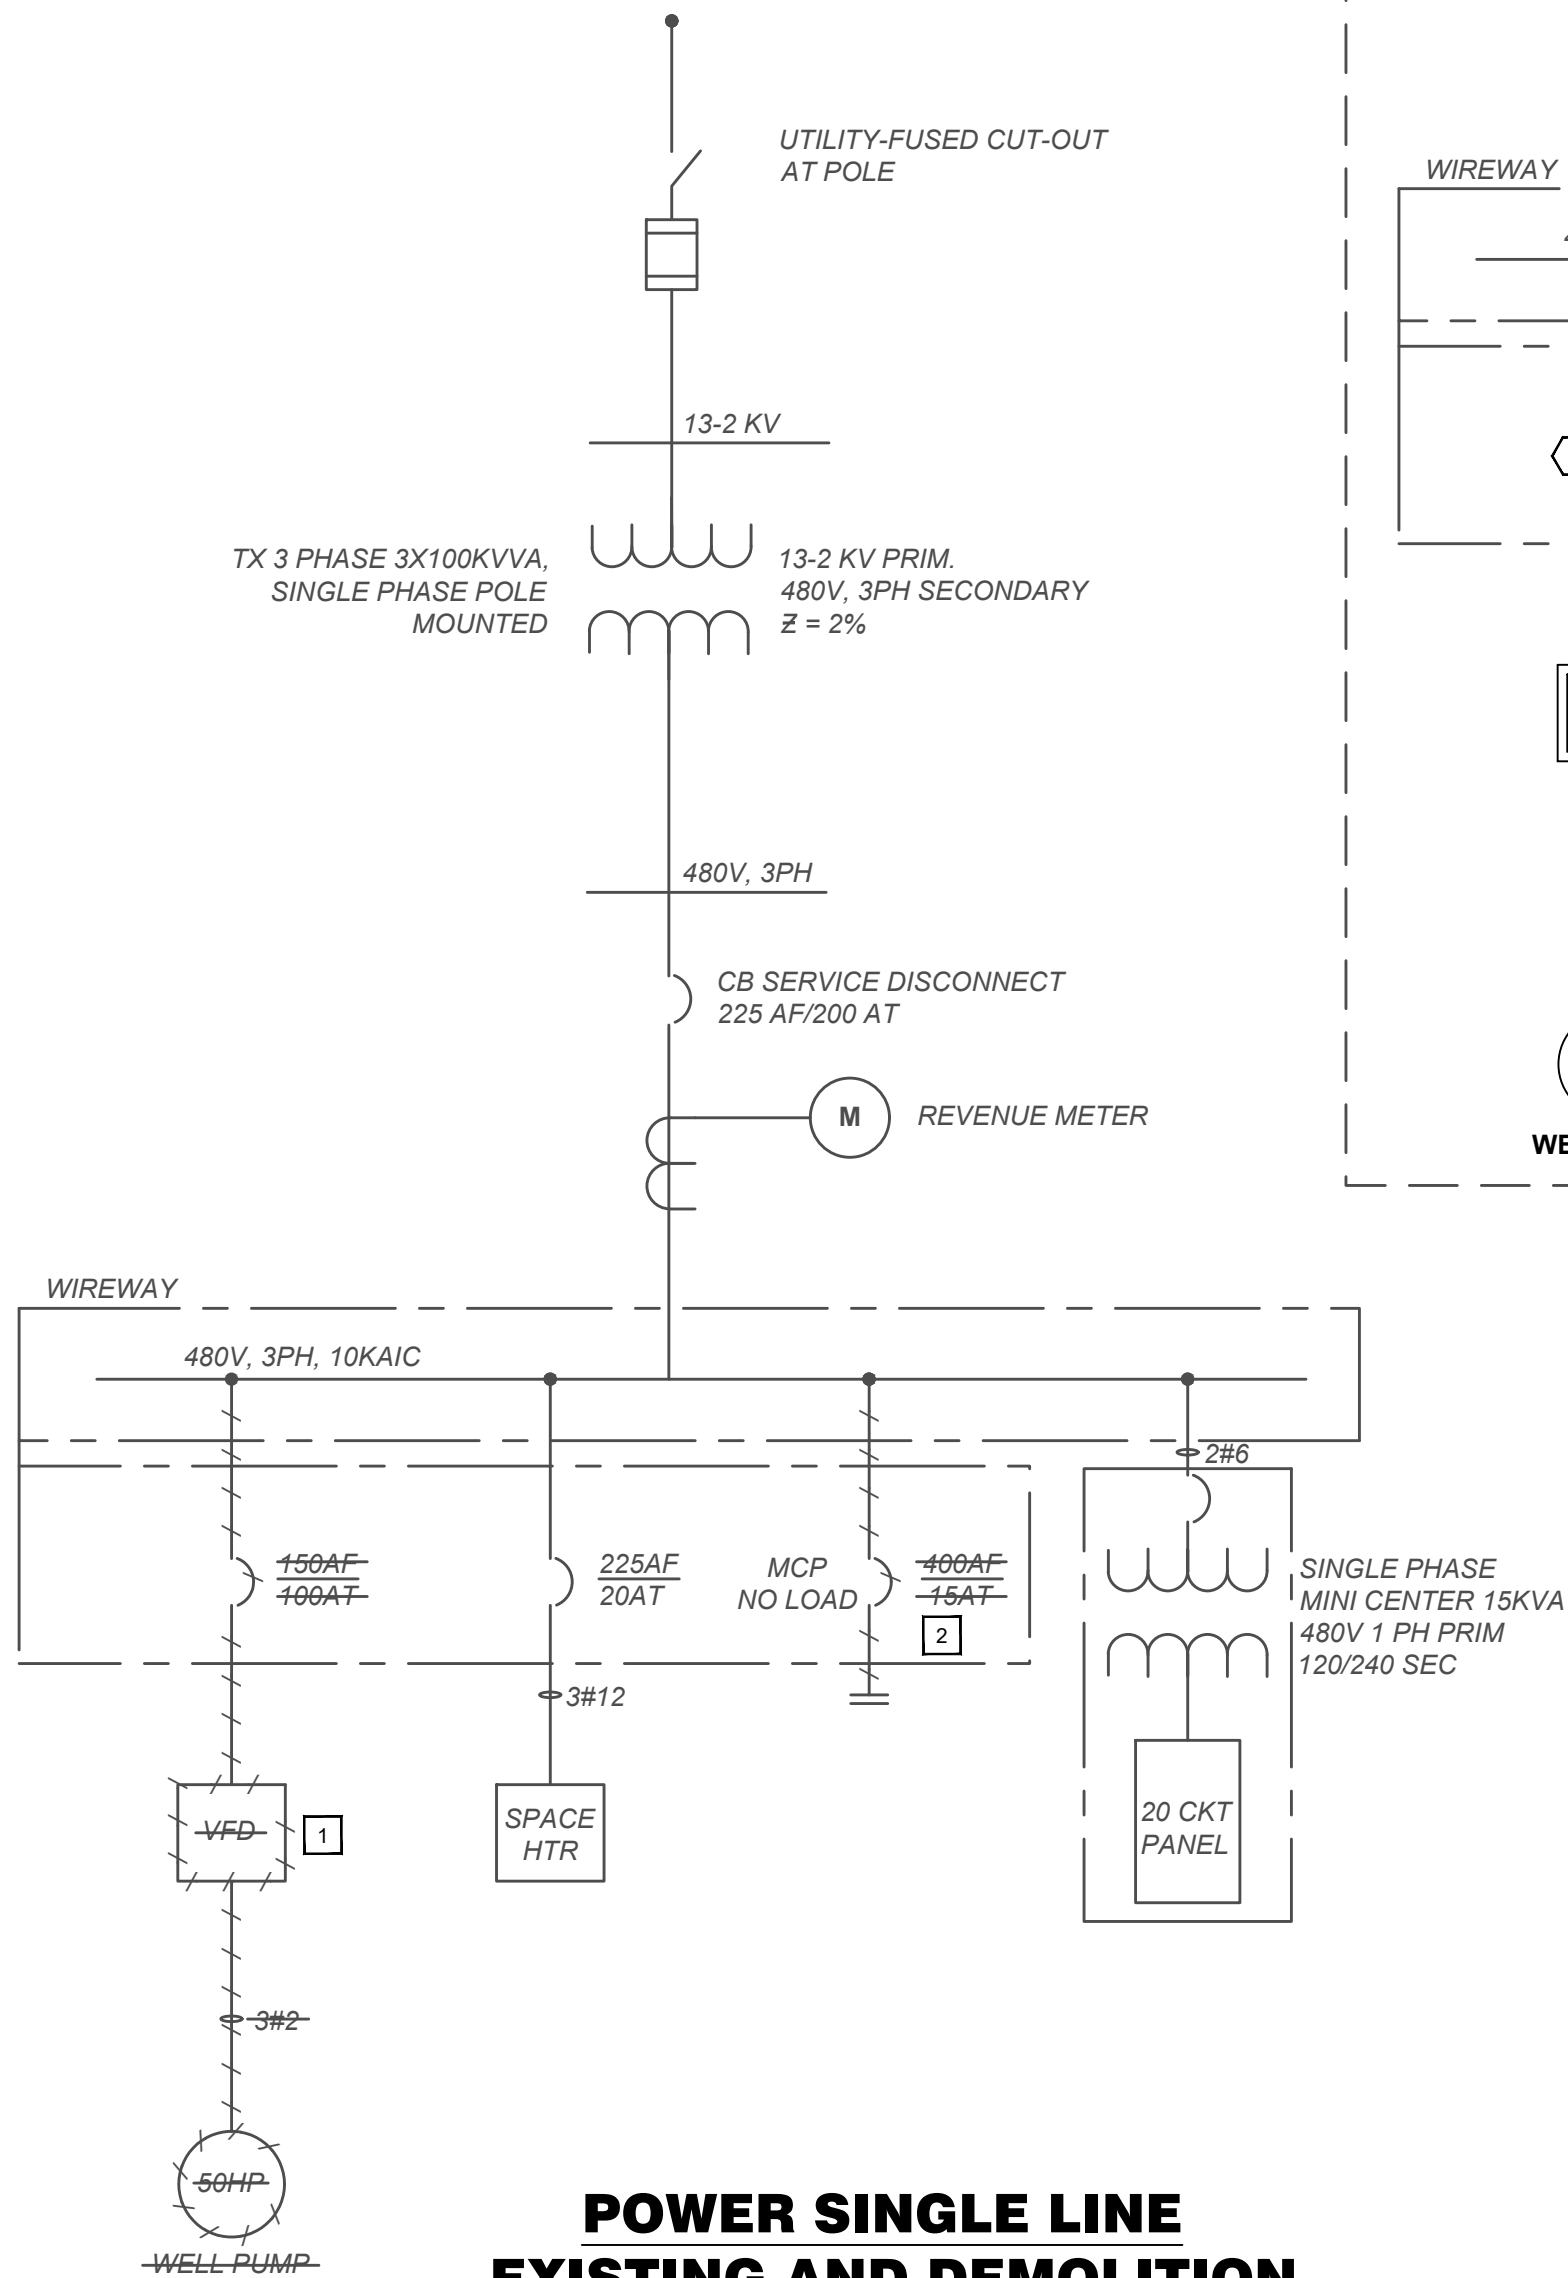 UTILITY-FUSED CUT-OUT
AT POLE
WIREWAY
13-2 KV
TX 3 PHASE 3X100KVVA,
SINGLE PHASE POLE
MOUNTED
13-2 KV PRIM.
480V, 3PH SECONDARY
Z = 2%
480V, 3PH
CB SERVICE DISCONNECT
225 AF/200 AT
M
REVENUE METER
WE
WIREWAY
480V, 3PH, 10KAIC
2#6
150AF
100AT
225AF
20AT
MCP
NO LOAD
400AF
15AT
2
SINGLE PHASE
MINI CENTER 15KVA
480V 1 PH PRIM
120/240 SEC
3#12
VFD
1
SPACE
HTR
20 CKT
PANEL
3#2
50HP
WELL PUMP
POWER SINGLE LINE
EXISTING AND DEMOLITION